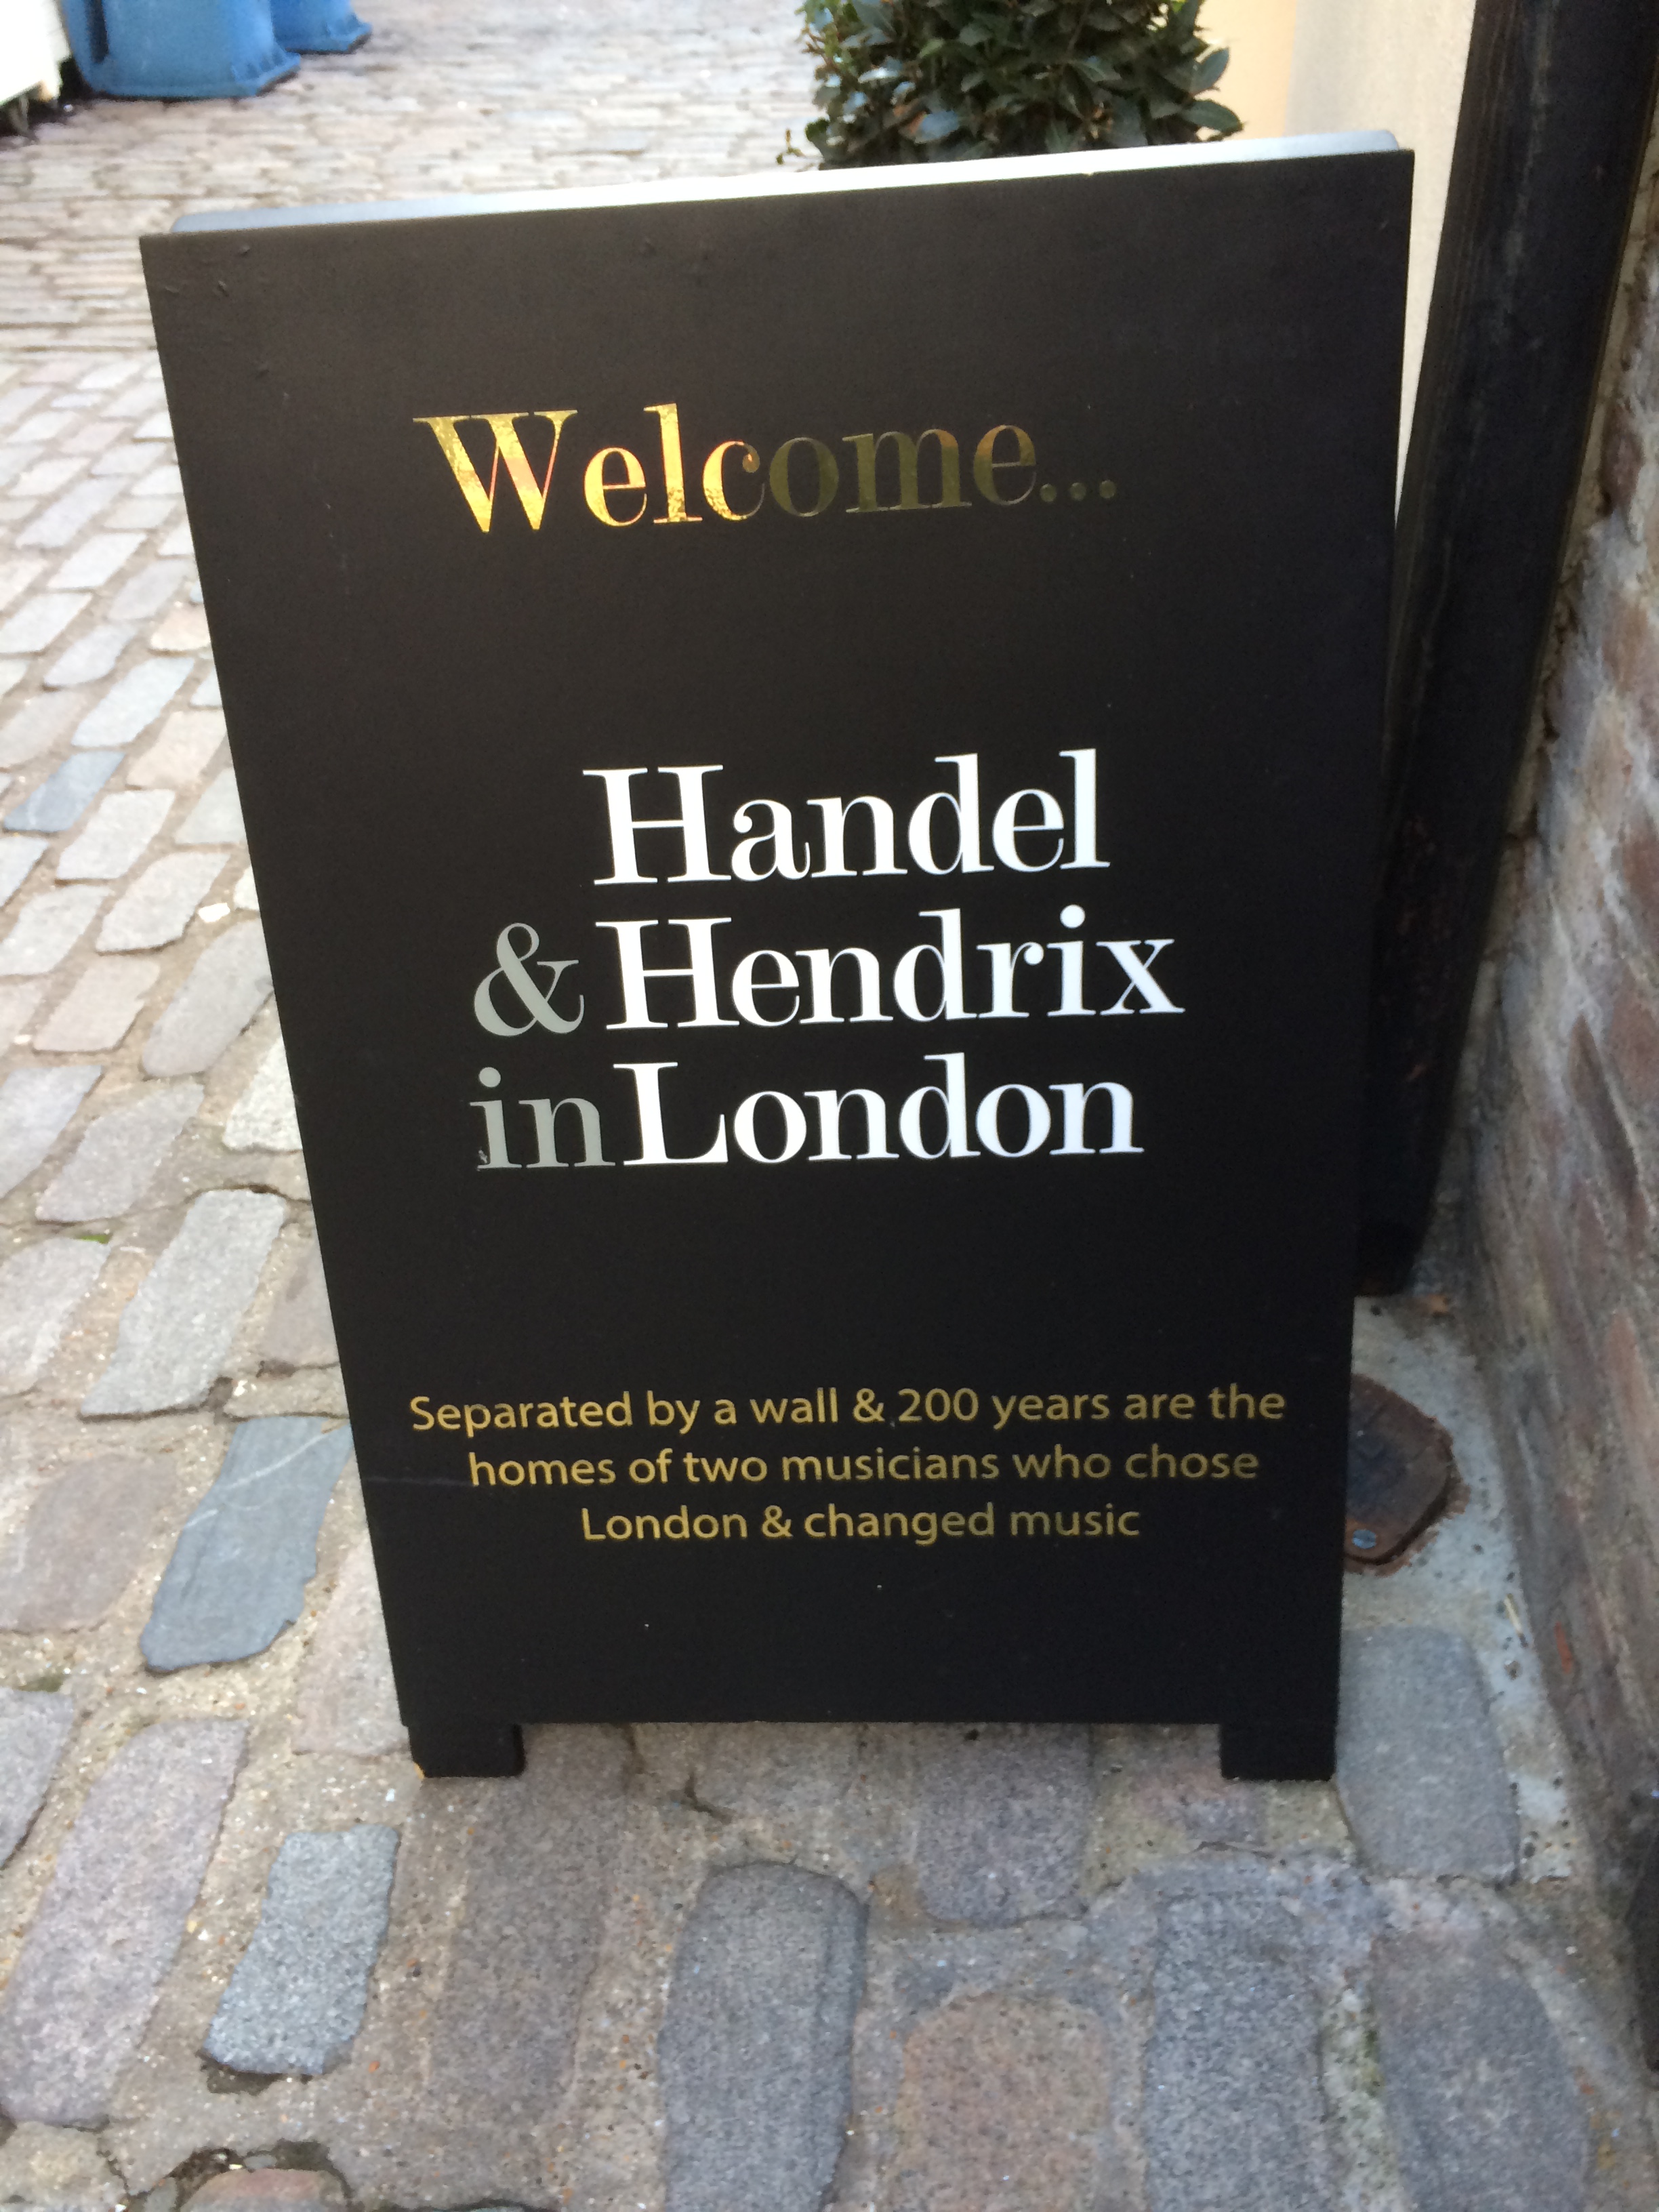 Welcome...
Handel
& Hendrix
in London
Separated by a wall & 200 years are the
homes of two musicians who chose
London & changed music